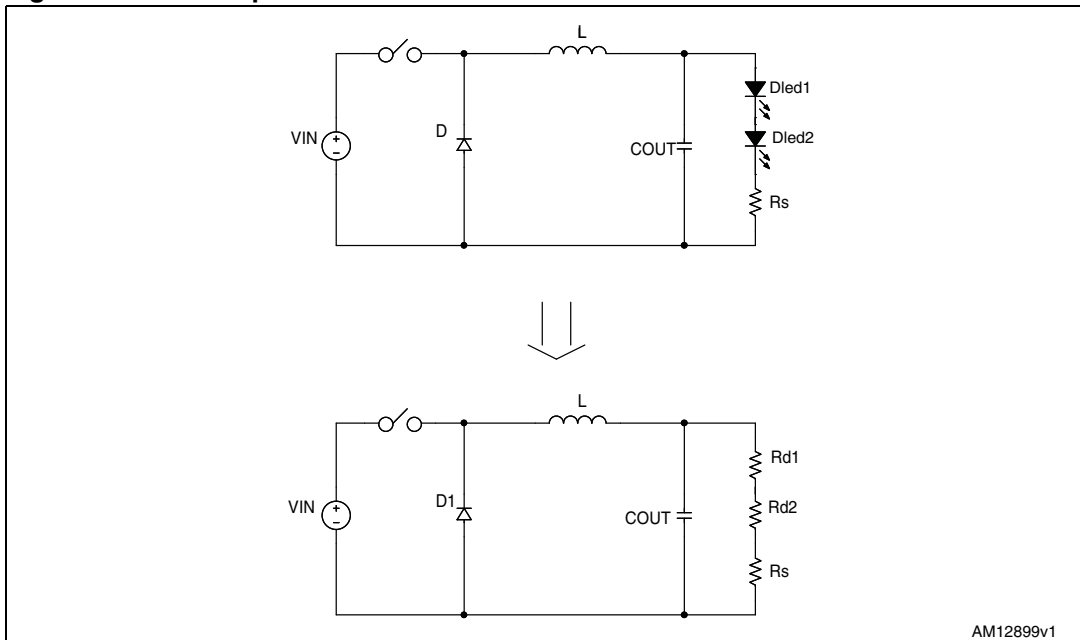 L
VIN
+
-
D
COUT
Dled1
Dled2
Rs
L
VIN
+
-
D1
COUT
Rd1
Rd2
Rs
AM12899v1